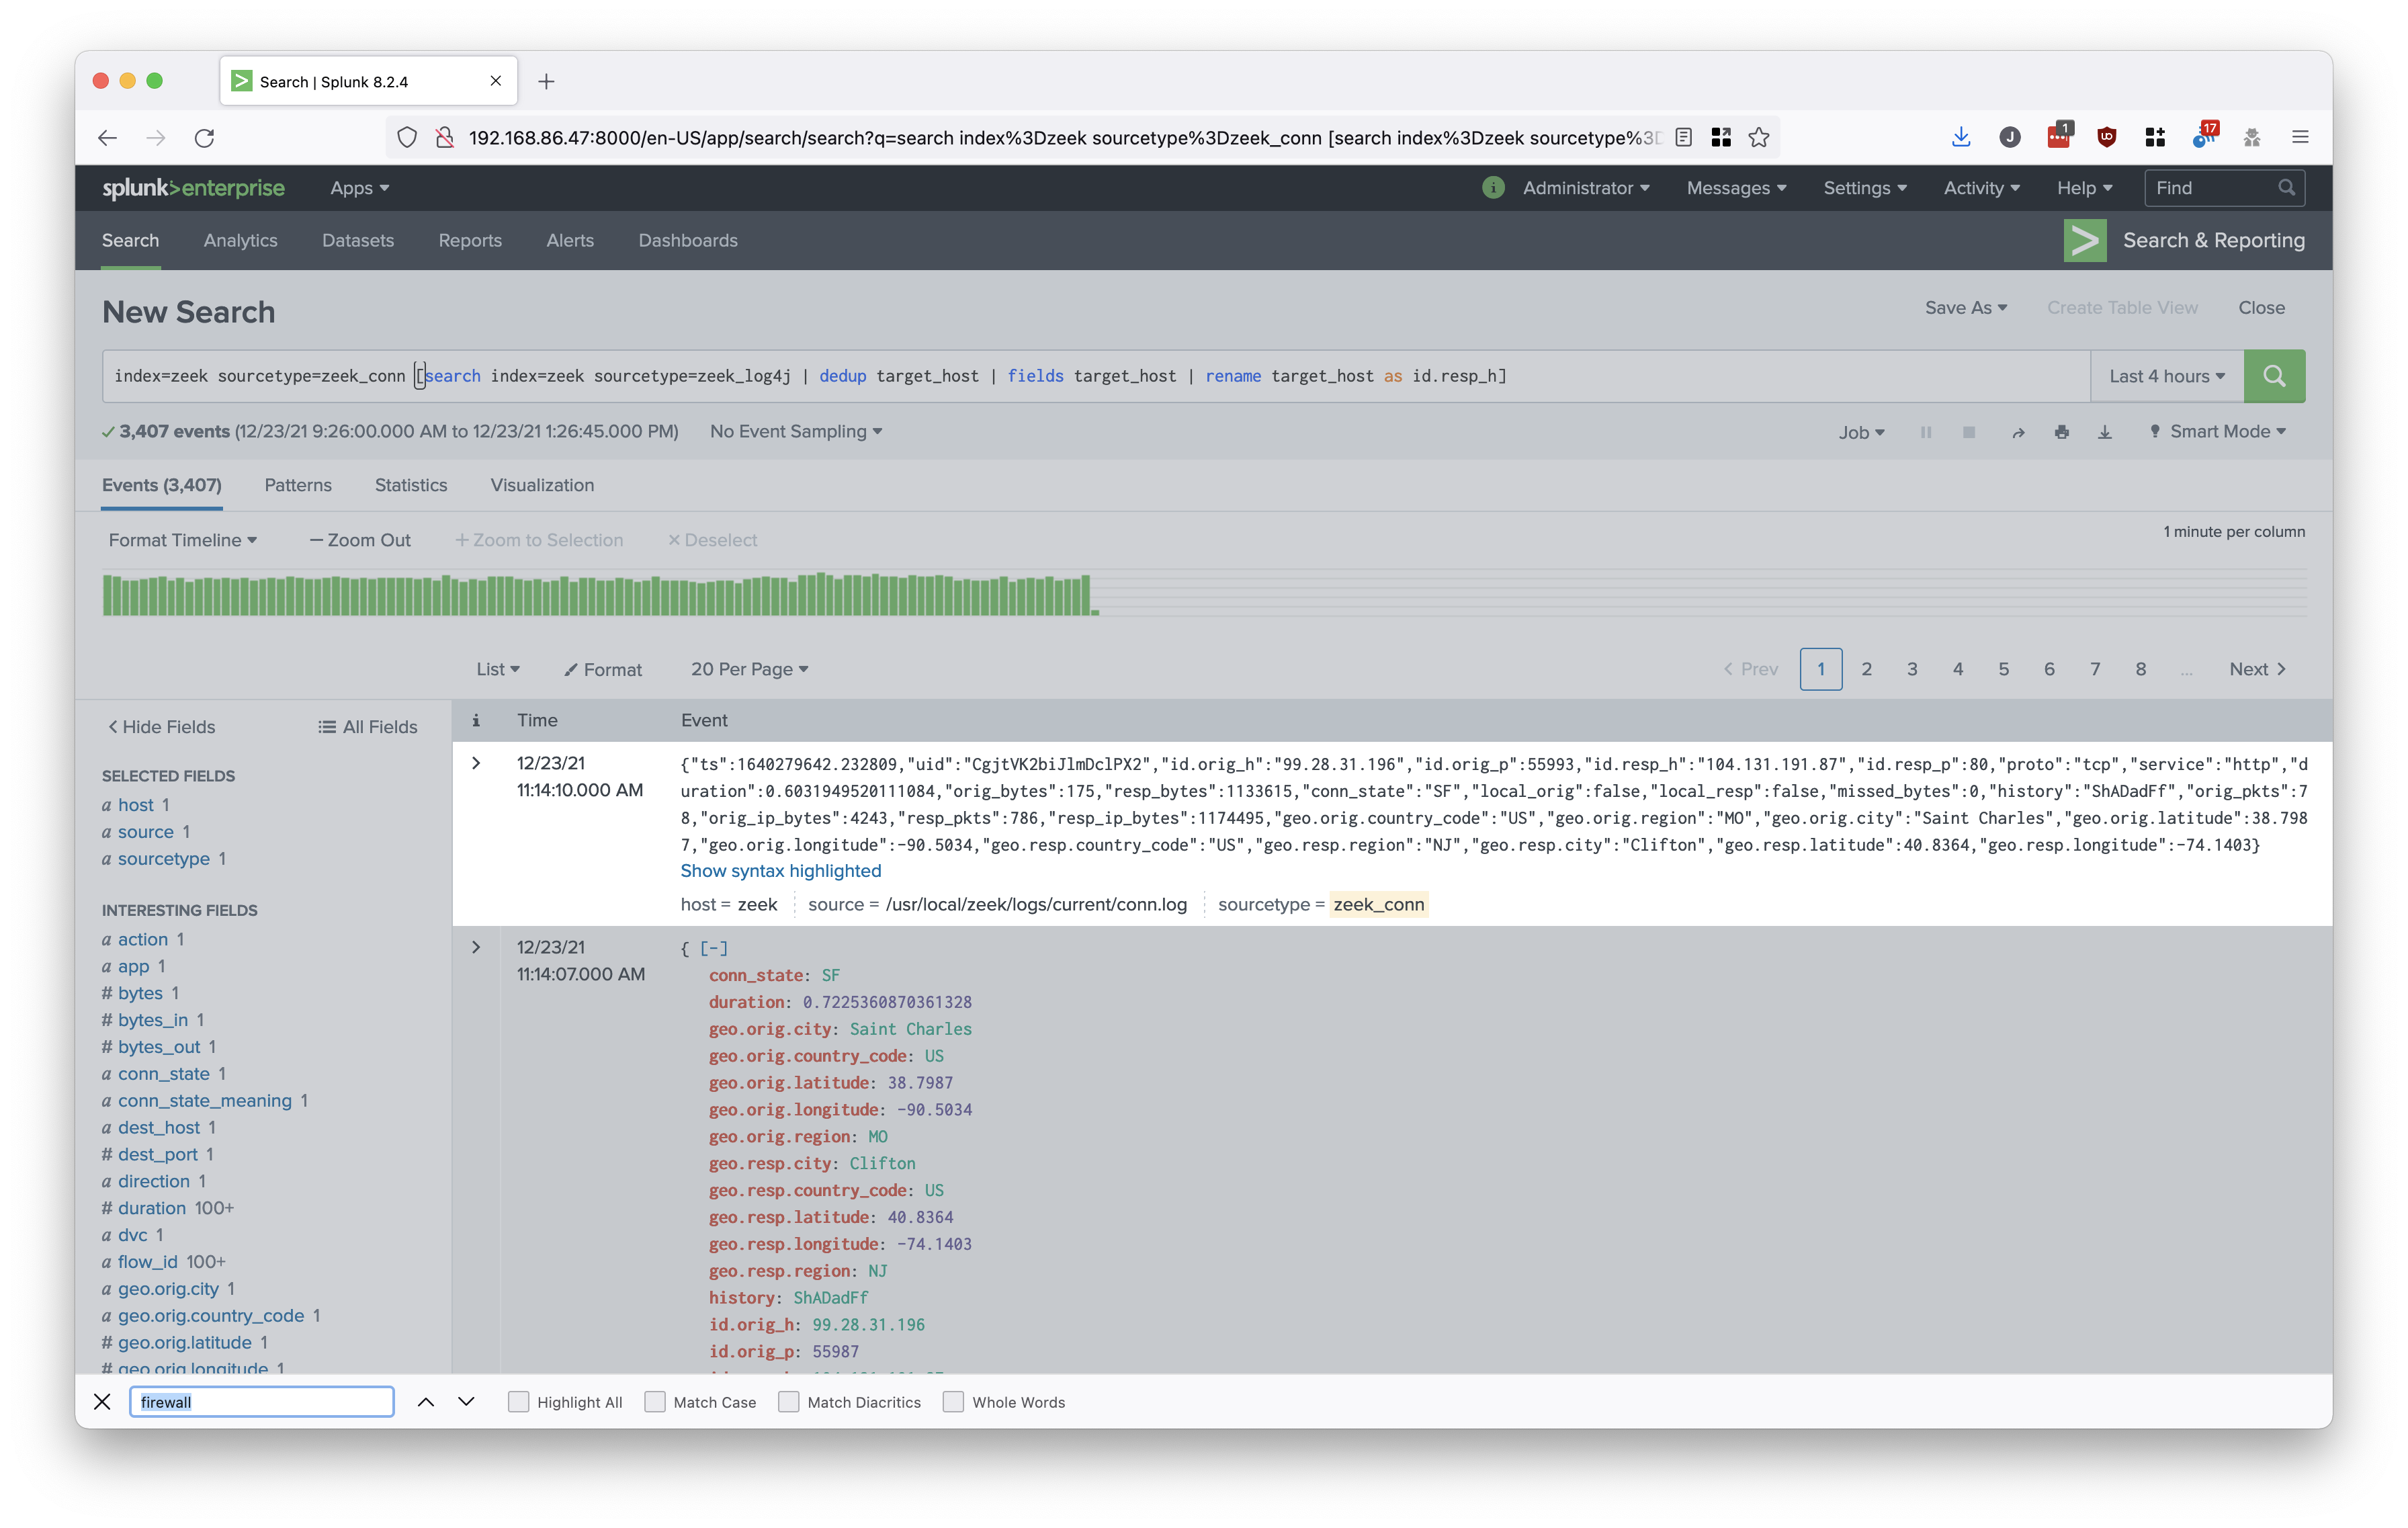 Search | Splunk 8.2.4
192.168.86.47:8000/en-US/app/search/search?q=search index%3Dzeek sourcetype%3Dzeek_conn [search index%3Dzeek sourcetype%3D
J
1
17
splunk>enterprise Apps
i Administrator Messages Settings Activity Help Find
Search Analytics Datasets Reports Alerts Dashboards
> Search & Reporting
New Search
Save As Create Table View Close
index=zeek sourcetype=zeek_conn [search index=zeek sourcetype=zeek_log4j | dedup target_host | fields target_host | rename target_host as id.resp_h]
Last 4 hours
3,407 events (12/23/21 9:26:00.000 AM to 12/23/21 1:26:45.000 PM) No Event Sampling
Job Smart Mode
Events (3,407) Patterns Statistics Visualization
Format Timeline — Zoom Out + Zoom to Selection × Deselect
1 minute per column
List Format 20 Per Page
< Prev 1 2 3 4 5 6 7 8 ... Next >
< Hide Fields All Fields
i Time Event
SELECTED FIELDS
a host 1
a source 1
a sourcetype 1
INTERESTING FIELDS
a action 1
a app 1
# bytes 1
# bytes_in 1
# bytes_out 1
a conn_state 1
a conn_state_meaning 1
a dest_host 1
# dest_port 1
a direction 1
# duration 100+
a dvc 1
a flow_id 100+
a geo.orig.city 1
a geo.orig.country_code 1
# geo.orig.latitude 1
# geo.orig.longitude 1
> 12/23/21
11:14:10.000 AM
{"ts":1640279642.232809,"uid":"CgjtVK2biJlmDclPX2","id.orig_h":"99.28.31.196","id.orig_p":55993,"id.resp_h":"104.131.191.87","id.resp_p":80,"proto":"tcp","service":"http","d
uration":0.6031949520111084,"orig_bytes":175,"resp_bytes":1133615,"conn_state":"SF","local_orig":false,"local_resp":false,"missed_bytes":0,"history":"ShADadFf","orig_pkts":7
8,"orig_ip_bytes":4243,"resp_pkts":786,"resp_ip_bytes":1174495,"geo.orig.country_code":"US","geo.orig.region":"MO","geo.orig.city":"Saint Charles","geo.orig.latitude":38.798
7,"geo.orig.longitude":-90.5034,"geo.resp.country_code":"US","geo.resp.region":"NJ","geo.resp.city":"Clifton","geo.resp.latitude":40.8364,"geo.resp.longitude":-74.1403}
Show syntax highlighted
host = zeek source = /usr/local/zeek/logs/current/conn.log sourcetype = zeek_conn
> 12/23/21
11:14:07.000 AM
{ [-]
conn_state: SF
duration: 0.7225360870361328
geo.orig.city: Saint Charles
geo.orig.country_code: US
geo.orig.latitude: 38.7987
geo.orig.longitude: -90.5034
geo.orig.region: MO
geo.resp.city: Clifton
geo.resp.country_code: US
geo.resp.latitude: 40.8364
geo.resp.longitude: -74.1403
geo.resp.region: NJ
history: ShADadFf
id.orig_h: 99.28.31.196
id.orig_p: 55987
firewall Highlight All Match Case Match Diacritics Whole Words